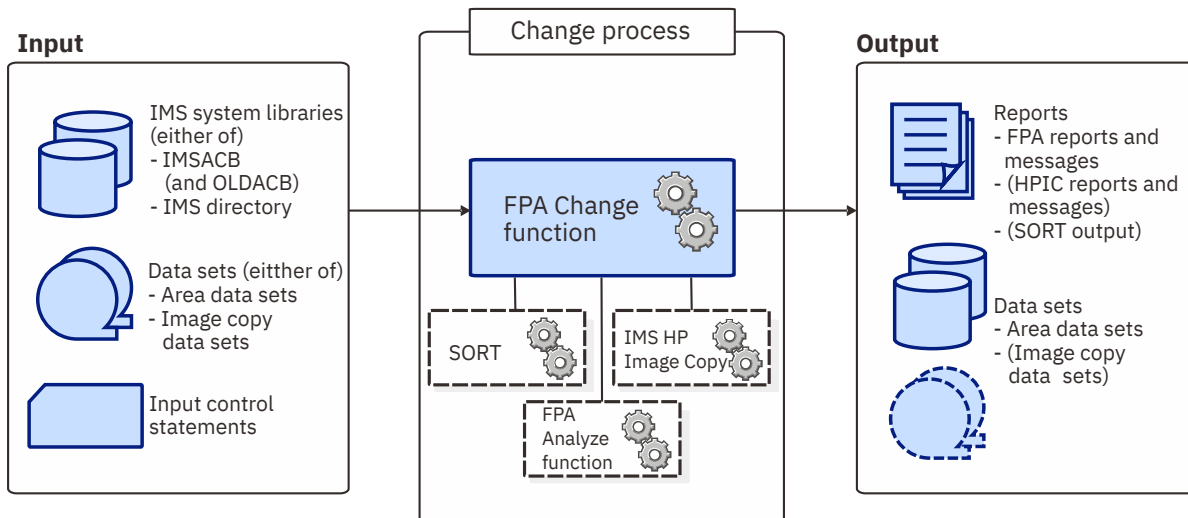 Input
IMS system libraries
(either of)
- IMSACB
(and OLDACB)
- IMS directory
Data sets (eitther of)
- Area data sets
- Image copy
data sets
Input control
statements
Change process
FPA Change
function
SORT
IMS HP
Image Copy
FPA
Analyze
function
Output
Reports
- FPA reports and
messages
- (HPIC reports and
messages)
- (SORT output)
Data sets
- Area data sets
- (Image copy
data sets)